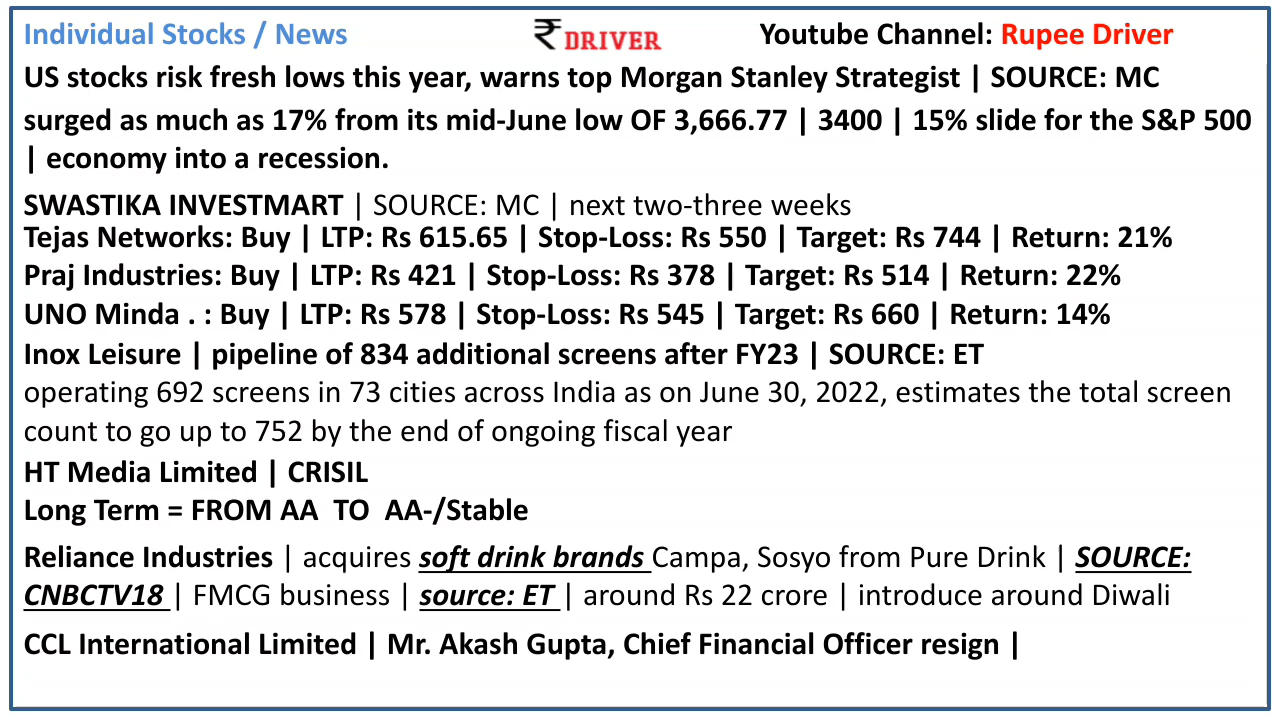 Individual Stocks / News ₹ DRIVER Youtube Channel: Rupee Driver
US stocks risk fresh lows this year, warns top Morgan Stanley Strategist | SOURCE: MC
surged as much as 17% from its mid-June low OF 3,666.77 | 3400 | 15% slide for the S&P 500
| economy into a recession.
SWASTIKA INVESTMART | SOURCE: MC | next two-three weeks
Tejas Networks: Buy | LTP: Rs 615.65 | Stop-Loss: Rs 550 | Target: Rs 744 | Return: 21%
Praj Industries: Buy | LTP: Rs 421 | Stop-Loss: Rs 378 | Target: Rs 514 | Return: 22%
UNO Minda . : Buy | LTP: Rs 578 | Stop-Loss: Rs 545 | Target: Rs 660 | Return: 14%
Inox Leisure | pipeline of 834 additional screens after FY23 | SOURCE: ET
operating 692 screens in 73 cities across India as on June 30, 2022, estimates the total screen
count to go up to 752 by the end of ongoing fiscal year
HT Media Limited | CRISIL
Long Term = FROM AA TO AA-/Stable
Reliance Industries | acquires soft drink brands Campa, Sosyo from Pure Drink | SOURCE:
CNBCTV18 | FMCG business | source: ET | around Rs 22 crore | introduce around Diwali
CCL International Limited | Mr. Akash Gupta, Chief Financial Officer resign |